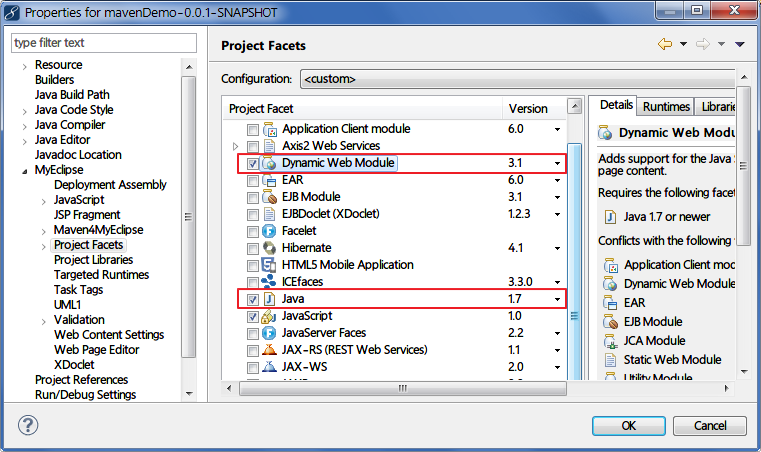 Properties for mavenDemo-0.0.1-SNAPSHOT
type filter text
Resource
Builders
Java Build Path
Java Code Style
Java Compiler
Java Editor
Javadoc Location
MyEclipse
Deployment Assembly
JavaScript
JSP Fragment
Maven4MyEclipse
Project Facets
Project Libraries
Targeted Runtimes
Task Tags
UML1
Validation
Web Content Settings
Web Page Editor
XDoclet
Project References
Run/Debug Settings
Project Facets
Configuration: <custom>
Project Facet Version
Application Client module 6.0
Axis2 Web Services
Dynamic Web Module 3.1
EAR 6.0
EJB Module 3.1
EJBDoclet (XDoclet) 1.2.3
Facelet
Hibernate 4.1
HTML5 Mobile Application
ICEfaces 3.3.0
Java 1.7
JavaScript 1.0
JavaServer Faces 2.2
JAX-RS (REST Web Services) 1.1
JAX-WS 2.0
Details Runtimes Librarie
Dynamic Web Modu
Adds support for the Java S
page content.
Requires the following facet
Java 1.7 or newer
Conflicts with the following
Application Client mod
Dynamic Web Module
EAR
EJB Module
JCA Module
Static Web Module
Utility Module
? OK Cancel